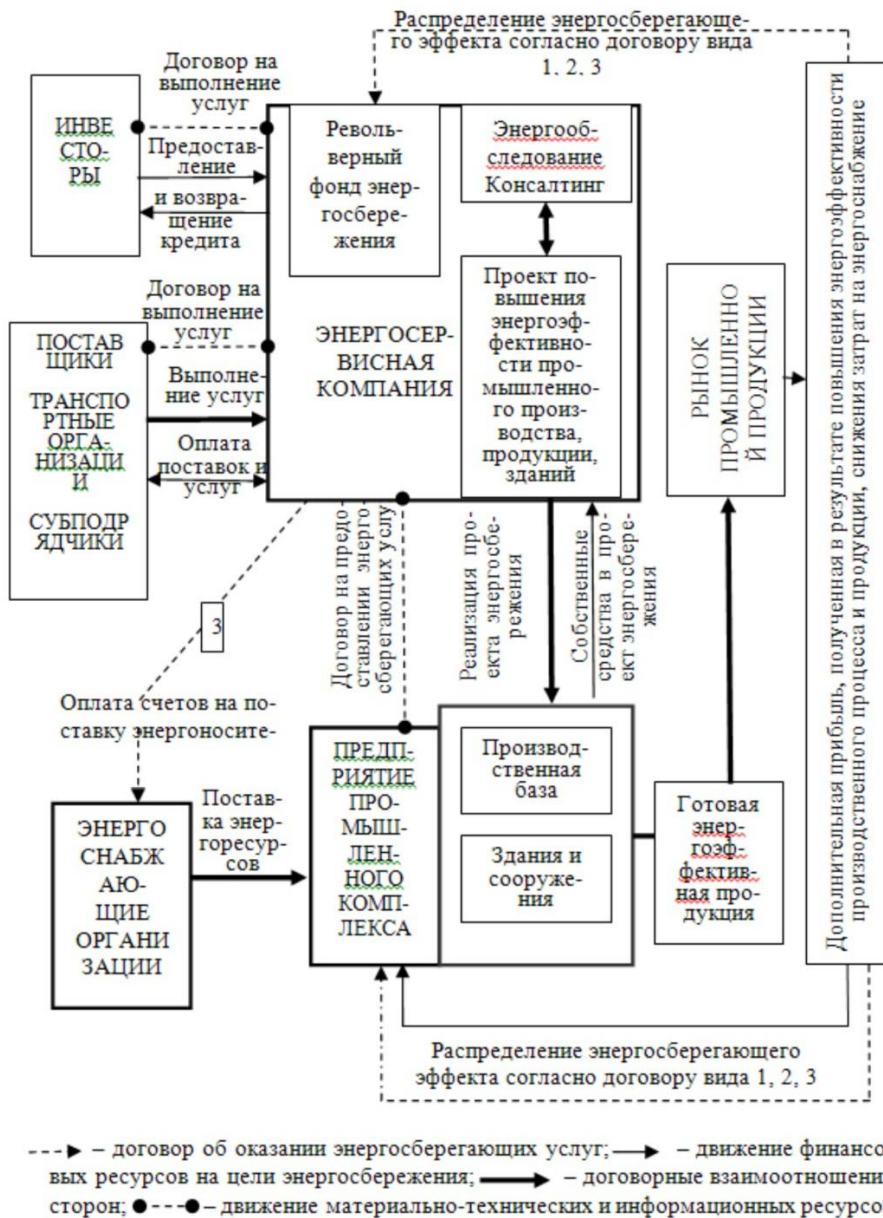 Распределение энергосберегающе-
го эффекта согласно договору вида
1, 2, 3
Договор на
выполнение
услуг
ИНВЕ
СТО-
РЫ
Предостав-
ление
и возвра-
щение
кредита
Револь-
верный
фонд энер-
госбере-
жения
Энергооб-
следование
Консалтинг
Договор на
выполнение
услуг
ПОСТАВ
ЩИКИ
ТРАНСПО
РТНЫЕ
ОРГА-
НИЗАЦИ
И
СУБПОДР
ЯДЧИКИ
Выполне-
ние услуг
Оплата
поставок и
услуг
ЭНЕРГОСЕР-
ВИСНАЯ
КОМПАНИЯ
Проект по-
вышения
энергоэф-
фективности
промышленно-
го произ-
водства,
продукции,
зданий
РЫНОК
ПРОМЫШЛЕННО
Й ПРОДУКЦИИ
Дополнительная прибыль, полученная в результате повышения энергоэффективности
производственного процесса и продукции, снижения затрат на энергоснабжение
Договор на предо-
ставлении энерго
сберегающих услу
Реализация про-
екта энергосбе-
режения
Собственные
средства в про-
ект энергосбере-
жения
3
Оплата счетов на по-
ставку энергоносите-
ЭНЕРГО
СНАБЖ
АЮ-
ЩИЕ
ОРГАНИ
ЗАЦИИ
Постав-
ка энер-
горесур-
сов
ПРЕДП-
РИЯТИЕ
ПРО-
МЫШ-
ЛЕН-
НОГО
КОМП-
ЛЕКСА
Производ-
ственная
база
Здания и
сооруже-
ния
Готовая
энер-
гоэф-
фектив-
ная про-
дукция
Распределение энергосберегающего
эффекта согласно договору вида 1, 2, 3
– договор об оказании энергосберегающих услуг; – движение финансо
вых ресурсов на цели энергосбережения; – договорные взаимоотношени
сторон; – движение материально-технических и информационных ресурсо